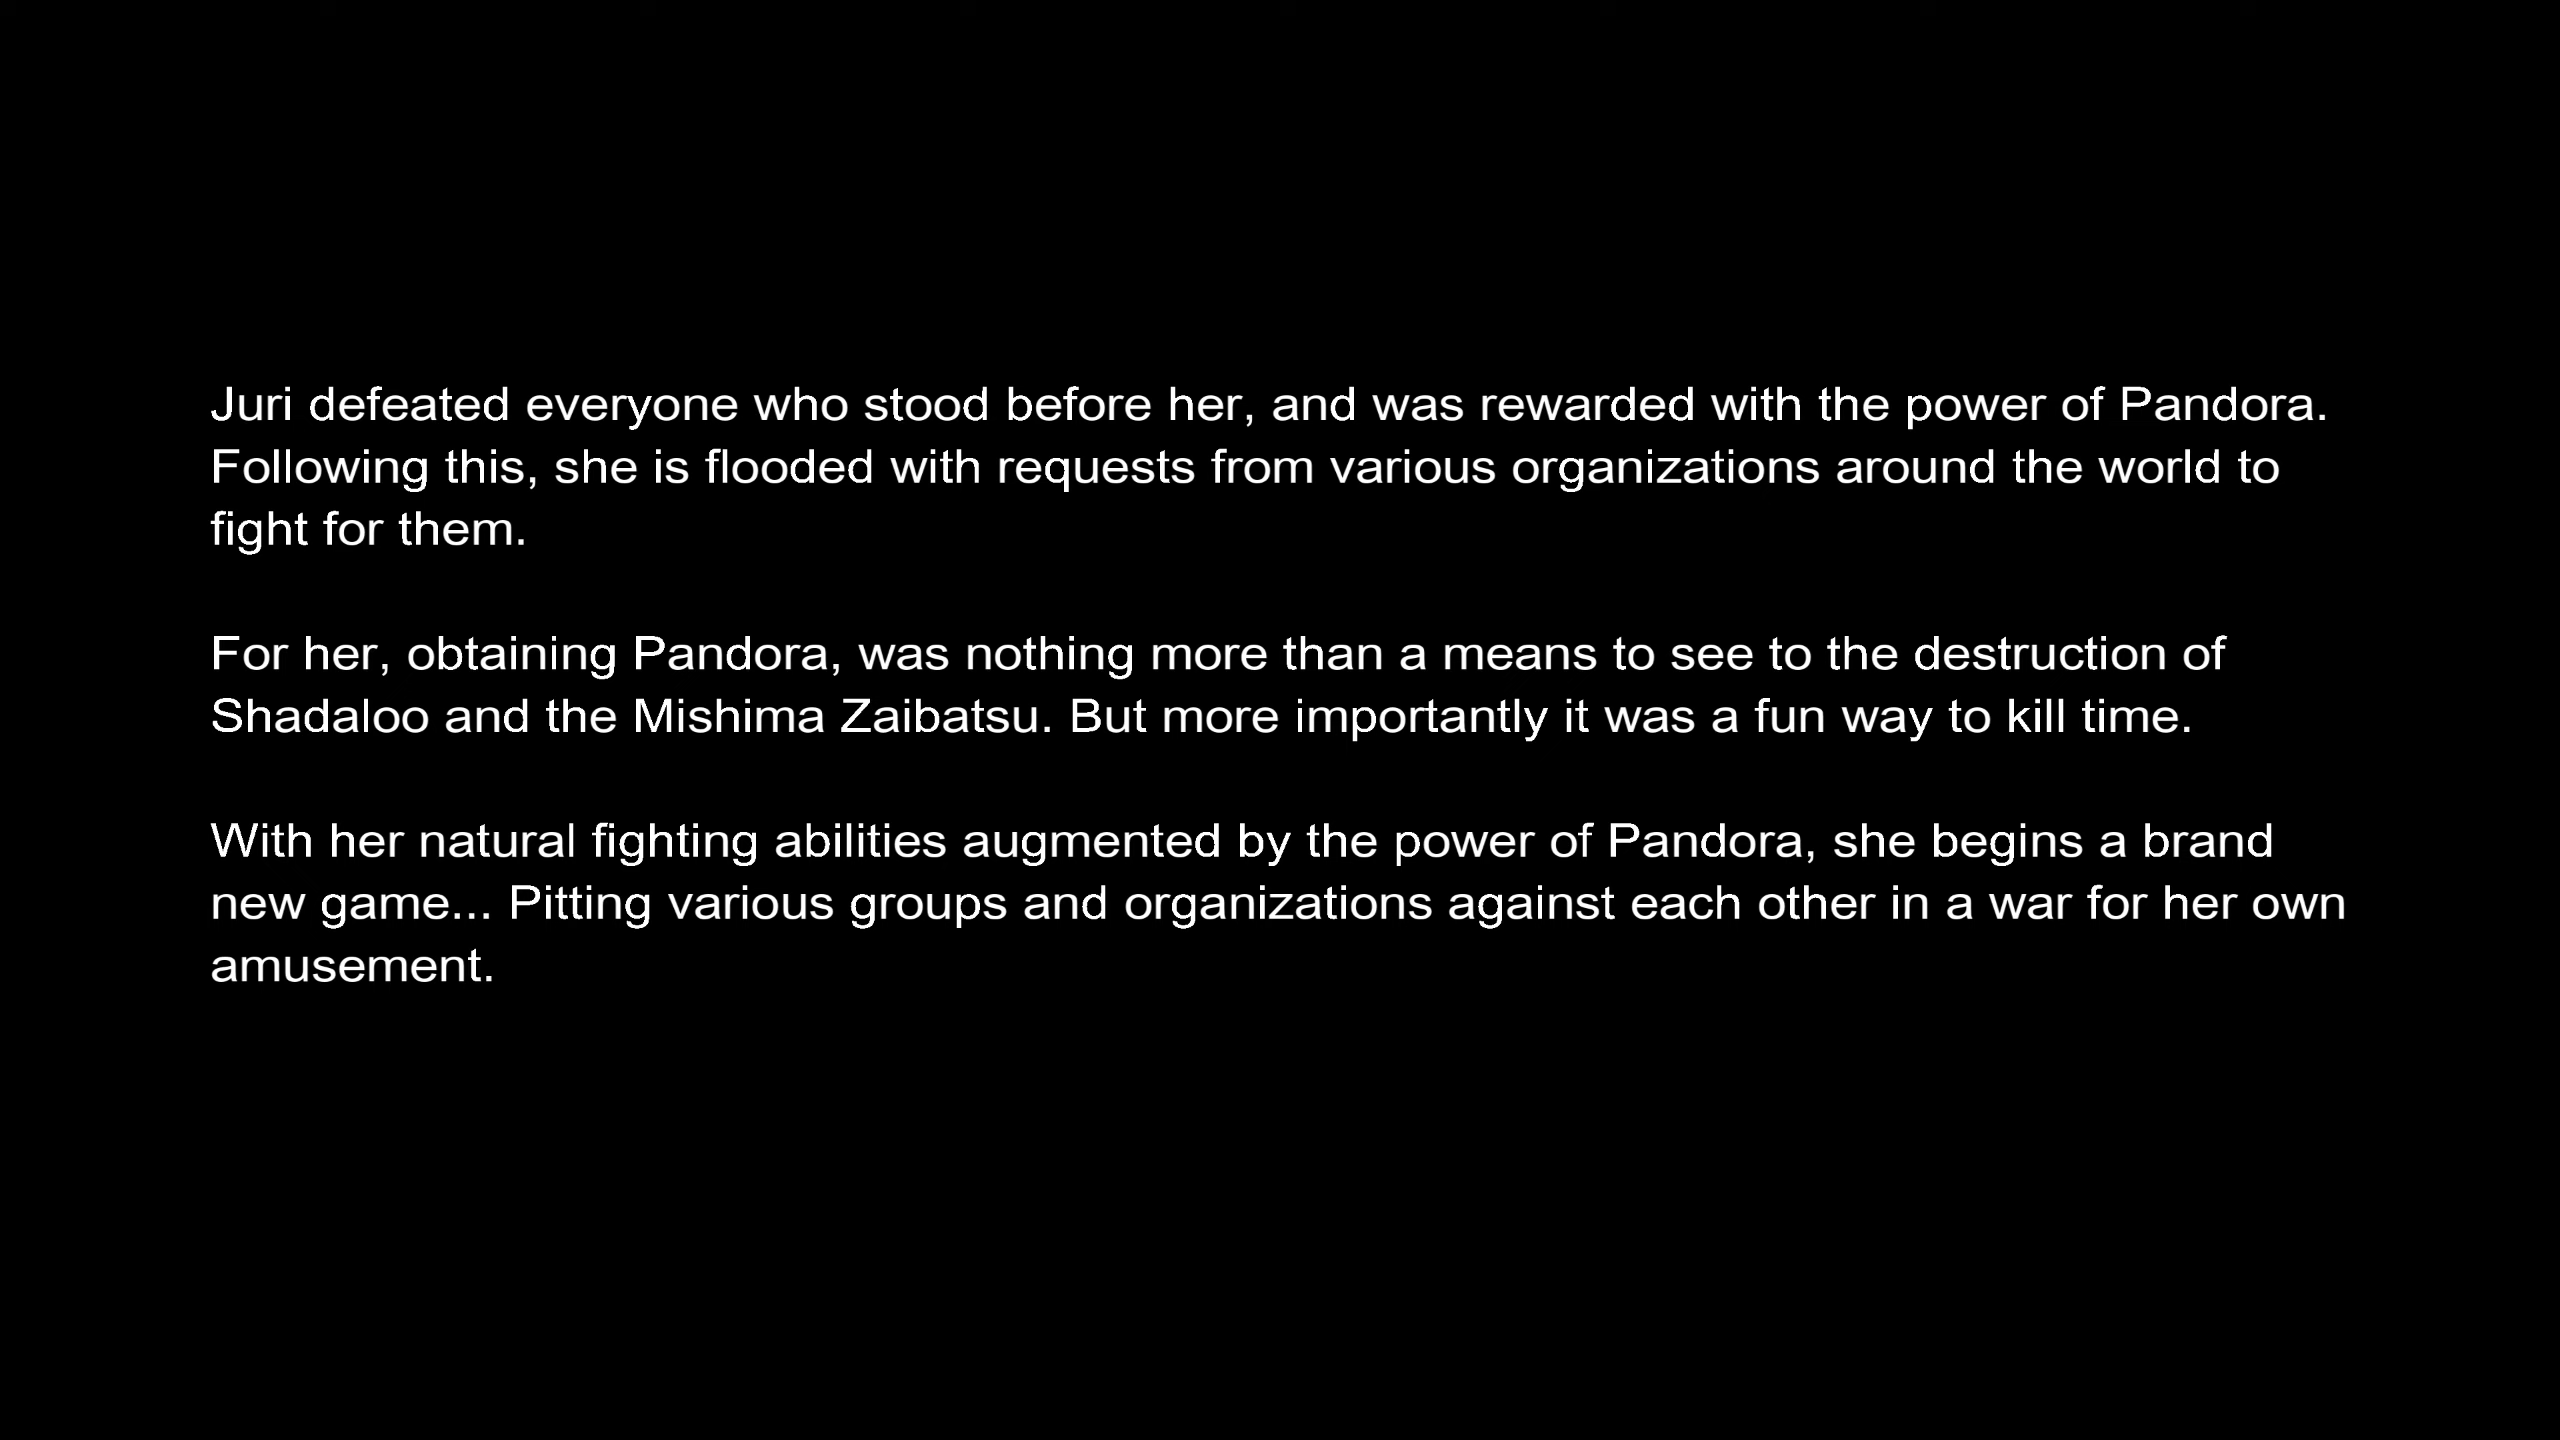 Juri defeated everyone who stood before her, and was rewarded with the power of Pandora.
Following this, she is flooded with requests from various organizations around the world to
fight for them.
For her, obtaining Pandora, was nothing more than a means to see to the destruction of
Shadaloo and the Mishima Zaibatsu. But more importantly it was a fun way to kill time.
With her natural fighting abilities augmented by the power of Pandora, she begins a brand
new game... Pitting various groups and organizations against each other in a war for her own
amusement.